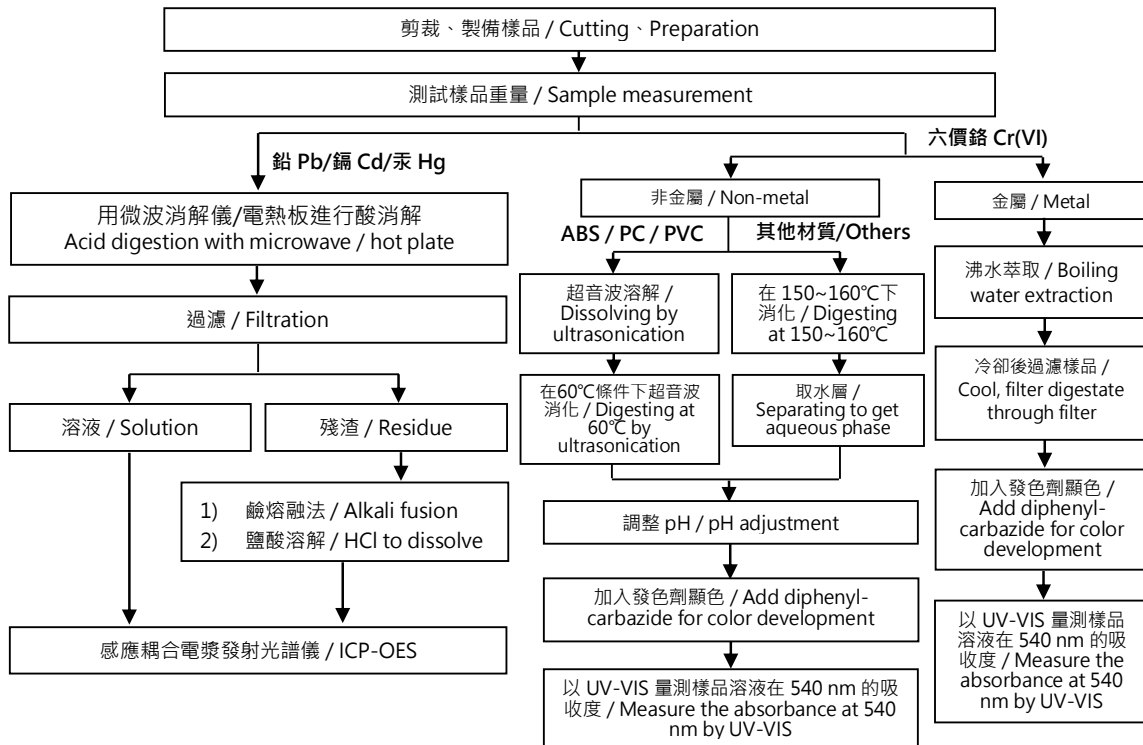 剪裁、製備樣品 / Cutting、Preparation
測試樣品重量 / Sample measurement
鉛 Pb/鎘 Cd/汞 Hg
六價鉻 Cr(VI)
用微波消解儀/電熱板進行酸消解
Acid digestion with microwave / hot plate
過濾 / Filtration
溶液 / Solution
殘渣 / Residue
1) 鹼熔融法 / Alkali fusion
2) 鹽酸溶解 / HCl to dissolve
感應耦合電漿發射光譜儀 / ICP-OES
非金屬 / Non-metal
ABS / PC / PVC
其他材質/Others
超音波溶解 /
Dissolving by
ultrasonication
在60℃條件下超音波
消化 / Digesting at
60℃ by
ultrasonication
在 150~160℃下
消化 / Digesting
at 150~160℃
取水層 /
Separating to get
aqueous phase
調整 pH / pH adjustment
加入發色劑顯色 / Add diphenyl-
carbazide for color development
以 UV-VIS 量測樣品溶液在 540 nm 的吸
收度 / Measure the absorbance at 540
nm by UV-VIS
金屬 / Metal
沸水萃取 / Boiling
water extraction
冷卻後過濾樣品 /
Cool, filter digestate
through filter
加入發色劑顯色 /
Add diphenyl-
carbazide for color
development
以 UV-VIS 量測樣品
溶液在 540 nm 的吸
收度 / Measure the
absorbance at 540
nm by UV-VIS